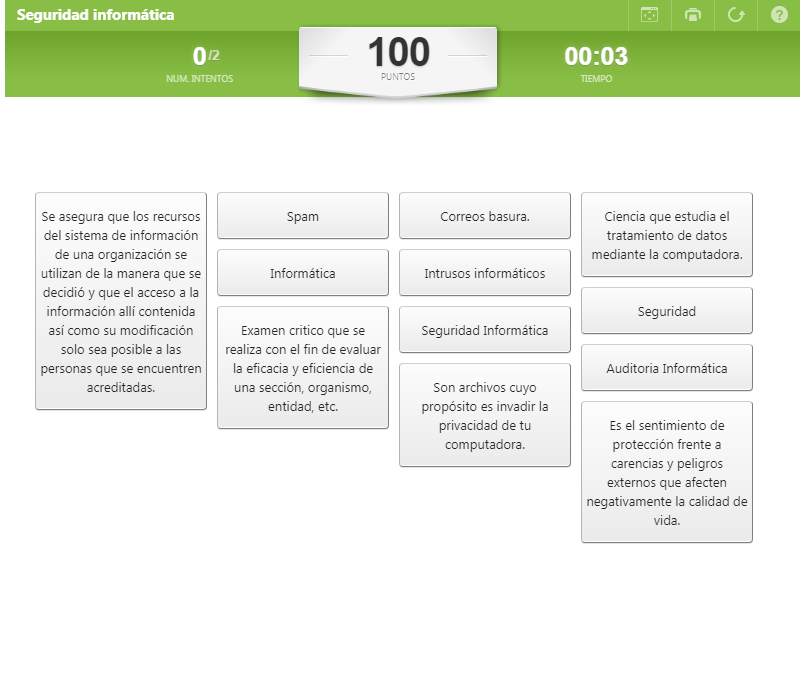 Seguridad informática
0/2
NUM. INTENTOS
100
PUNTOS
00:03
TIEMPO
Se asegura que los recursos
del sistema de información
de una organización se
utilizan de la manera que se
decidió y que el acceso a la
información allí contenida
así como su modificación
solo sea posible a las
personas que se encuentren
acreditadas.
Spam
Informática
Examen critico que se
realiza con el fin de evaluar
la eficacia y eficiencia de
una sección, organismo,
entidad, etc.
Correos basura.
Intrusos informáticos
Seguridad Informática
Son archivos cuyo
propósito es invadir la
privacidad de tu
computadora.
Ciencia que estudia el
tratamiento de datos
mediante la computadora.
Seguridad
Auditoria Informática
Es el sentimiento de
protección frente a
carencias y peligros
externos que afecten
negativamente la calidad de
vida.